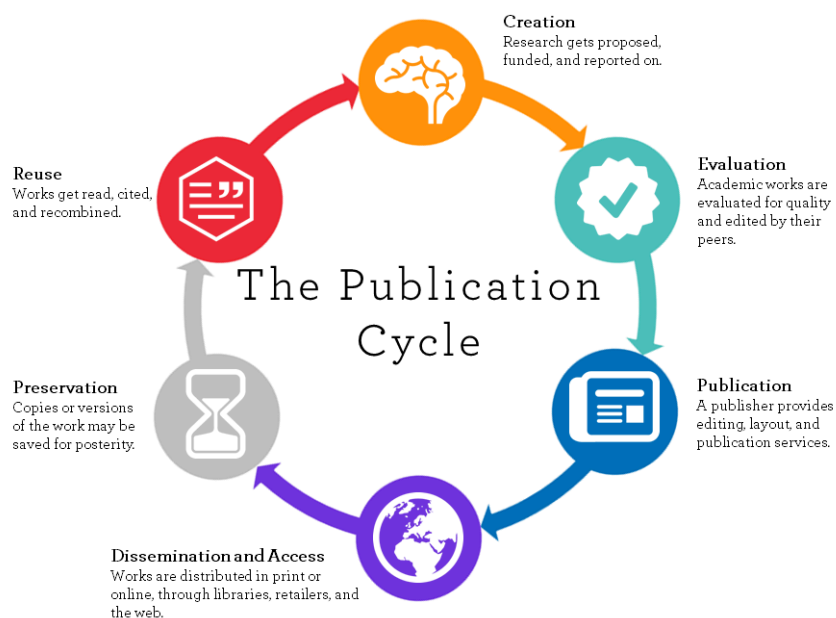 Creation
Research gets proposed,
funded, and reported on.
Evaluation
Academic works are
evaluated for quality
and edited by their
peers.
Reuse
Works get read, cited,
and recombined.
The Publication
Cycle
Preservation
Copies or versions
of the work may be
saved for posterity.
Publication
A publisher provides
editing, layout, and
publication services.
Dissemination and Access
Works are distributed in print or
online, through libraries, retailers, and
the web.